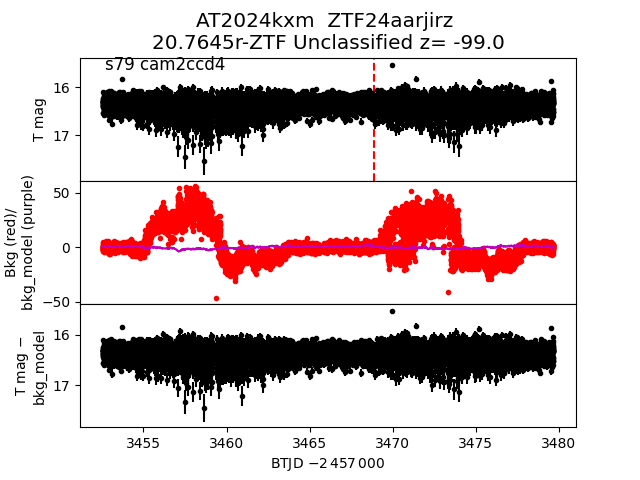 AT2024kxm  ZTF24aarjirz
20.7645r-ZTF Unclassified z= -99.0
s79 cam2ccd4
16
17
T mag
50
0
−50
Bkg (red)/
bkg_model (purple)
16
17
T mag −
bkg_model
3455
3460
3465
3470
3475
3480
BTJD −2 457 000